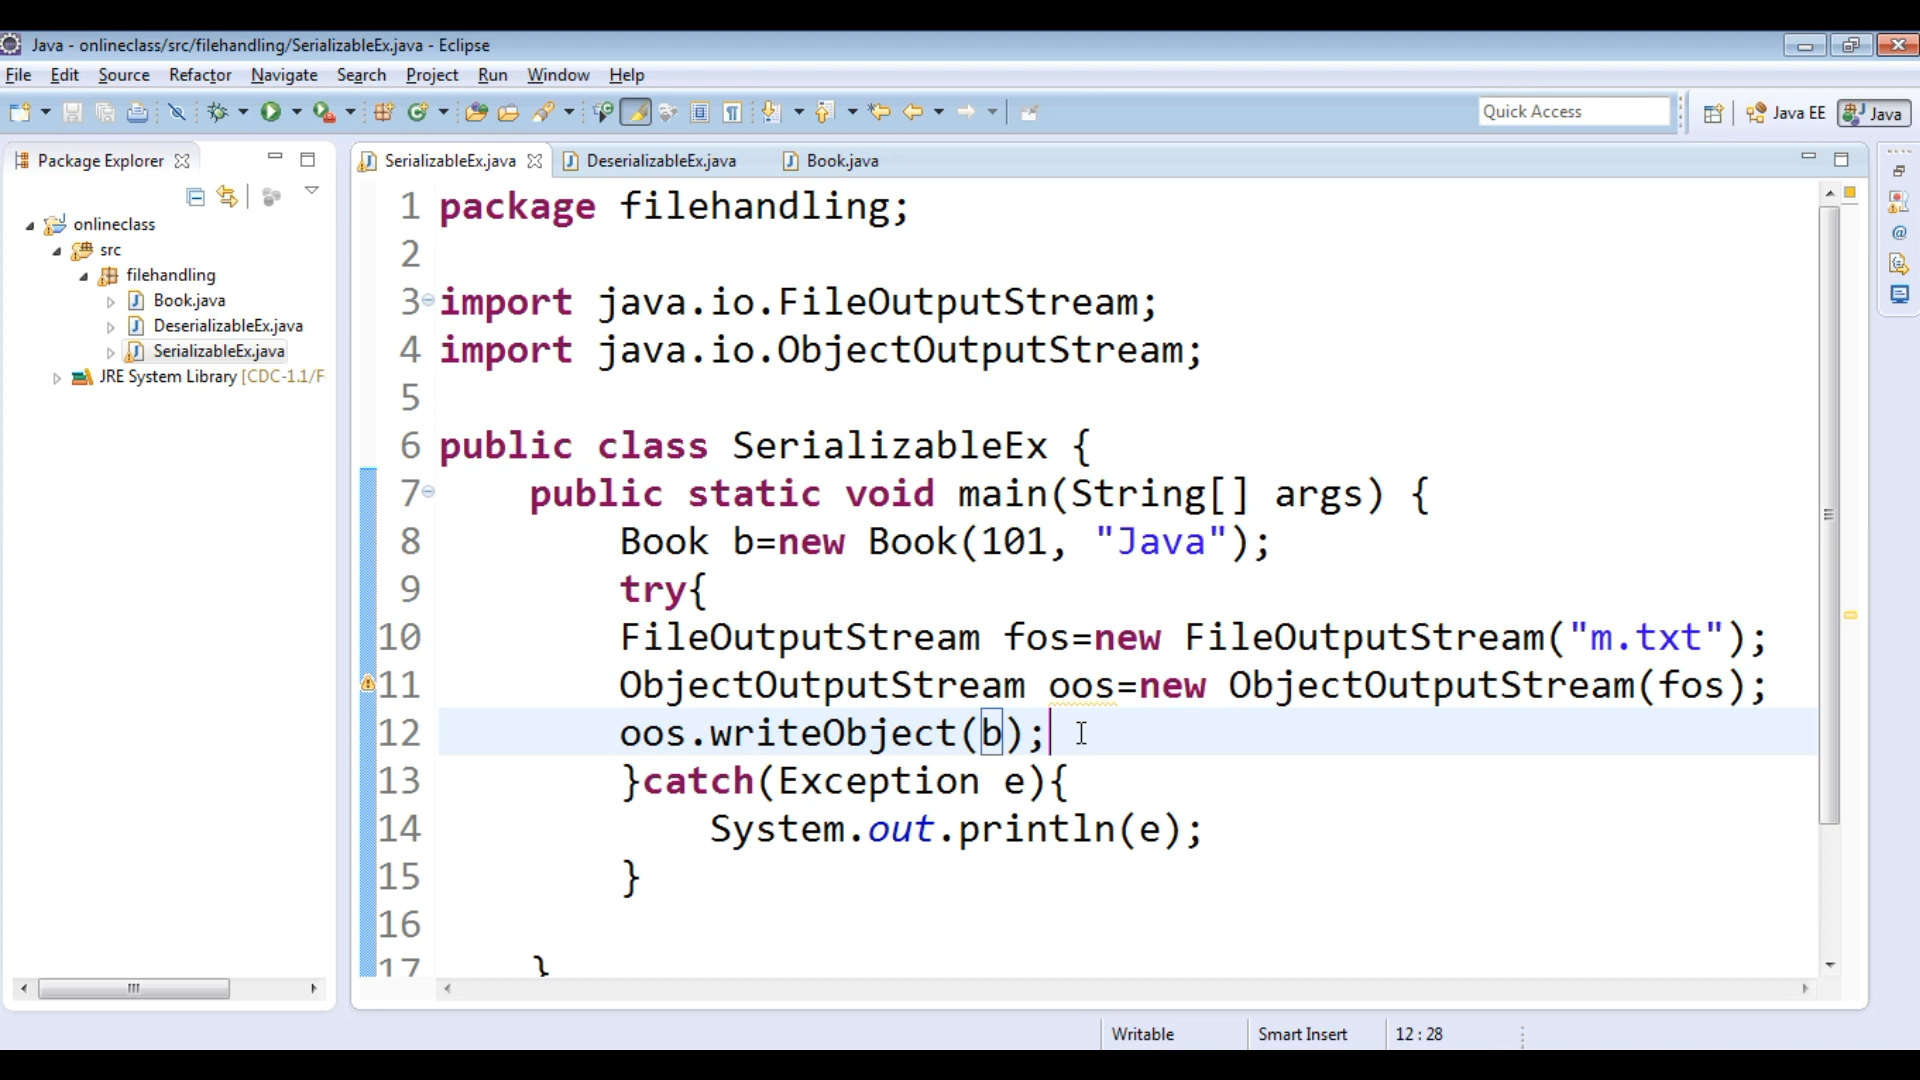 Java - onlineclass/src/filehandling/SerializableEx.java - Eclipse
File Edit Source Refactor Navigate Search Project Run Window Help
Quick Access
Java EE
Java
Package Explorer
SerializableEx.java
DeserializableEx.java
Book.java
onlineclass
src
filehandling
Book.java
DeserializableEx.java
SerializableEx.java
JRE System Library [CDC-1.1/F
1 package filehandling;
2
3 import java.io.FileOutputStream;
4 import java.io.ObjectOutputStream;
5
6 public class SerializableEx {
7 public static void main(String[] args) {
8 Book b=new Book(101, "Java");
9 try{
10 FileOutputStream fos=new FileOutputStream("m.txt");
11 ObjectOutputStream oos=new ObjectOutputStream(fos);
12 oos.writeObject(b);
13 }catch(Exception e){
14 System.out.println(e);
15 }
16
17 }
Writable
Smart Insert
12 : 28